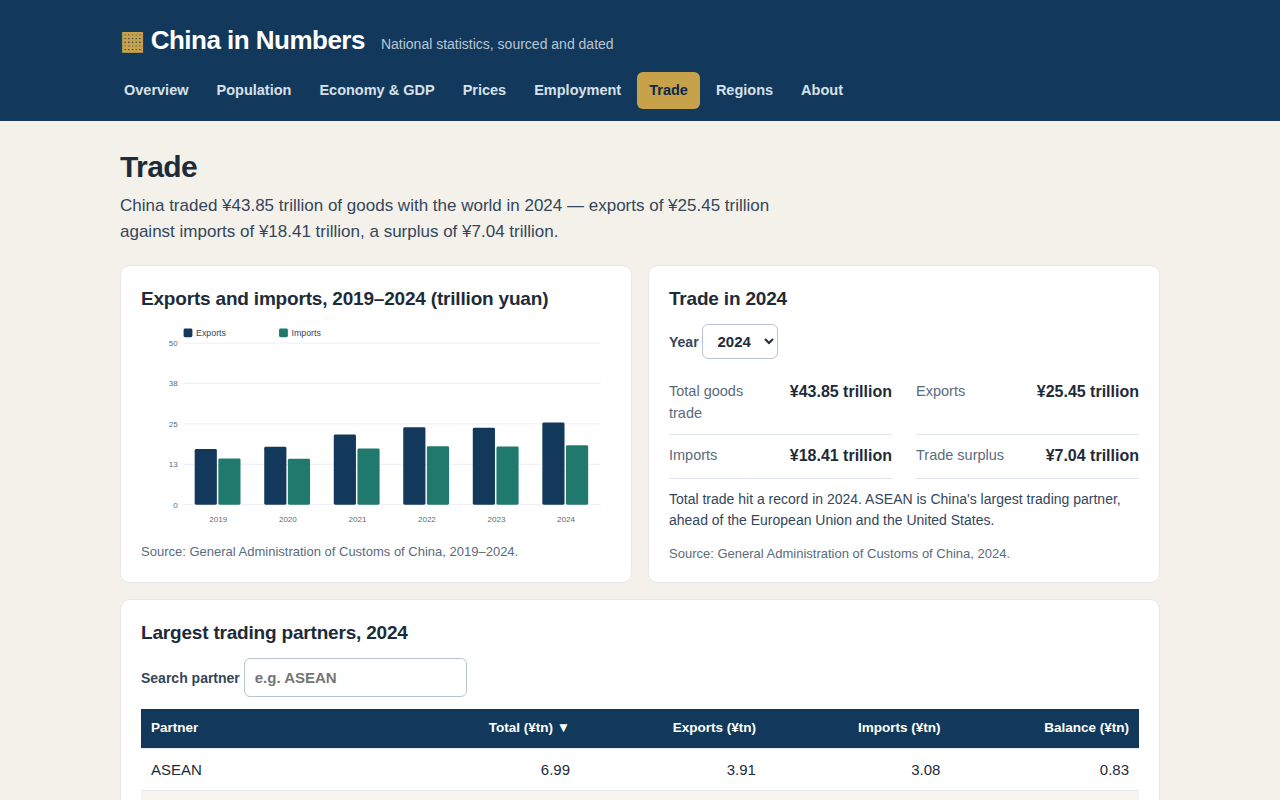 China in Numbers National statistics, sourced and dated
Overview Population Economy & GDP Prices Employment Trade Regions About
Trade
China traded ¥43.85 trillion of goods with the world in 2024 — exports of ¥25.45 trillion
against imports of ¥18.41 trillion, a surplus of ¥7.04 trillion.
Exports and imports, 2019–2024 (trillion yuan)
Exports Imports
50
38
25
13
0
2019 2020 2021 2022 2023 2024
Source: General Administration of Customs of China, 2019–2024.
Trade in 2024
Year 2024
Total goods trade ¥43.85 trillion
Exports ¥25.45 trillion
Imports ¥18.41 trillion
Trade surplus ¥7.04 trillion
Total trade hit a record in 2024. ASEAN is China's largest trading partner,
ahead of the European Union and the United States.
Source: General Administration of Customs of China, 2024.
Largest trading partners, 2024
Search partner e.g. ASEAN
Partner Total (¥tn) ▼ Exports (¥tn) Imports (¥tn) Balance (¥tn)
ASEAN 6.99 3.91 3.08 0.83